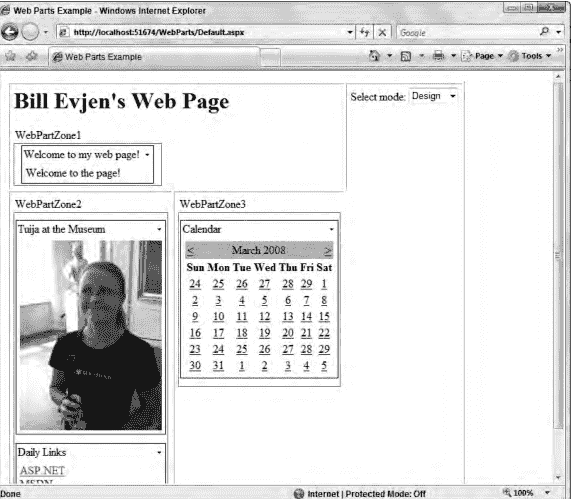 Web Parts Example - Windows Internet Explorer
http://localhost:51674/WebParts/Default.aspx
Google
Web Parts Example
Page
Tools
Bill Evjen's Web Page
Select mode: Design
WebPartZone1
Welcome to my web page!
Welcome to the page!
WebPartZone2
WebPartZone3
Tuija at the Museum
Calendar
< March 2008 >
Sun Mon Tue Wed Thu Fri Sat
24 25 26 27 28 29 1
2 3 4 5 6 7 8
9 10 11 12 13 14 15
16 17 18 19 20 21 22
23 24 25 26 27 28 29
30 31 1 2 3 4 5
Daily Links
ASP.NET
MSDN
Done
Internet | Protected Mode: Off
100%